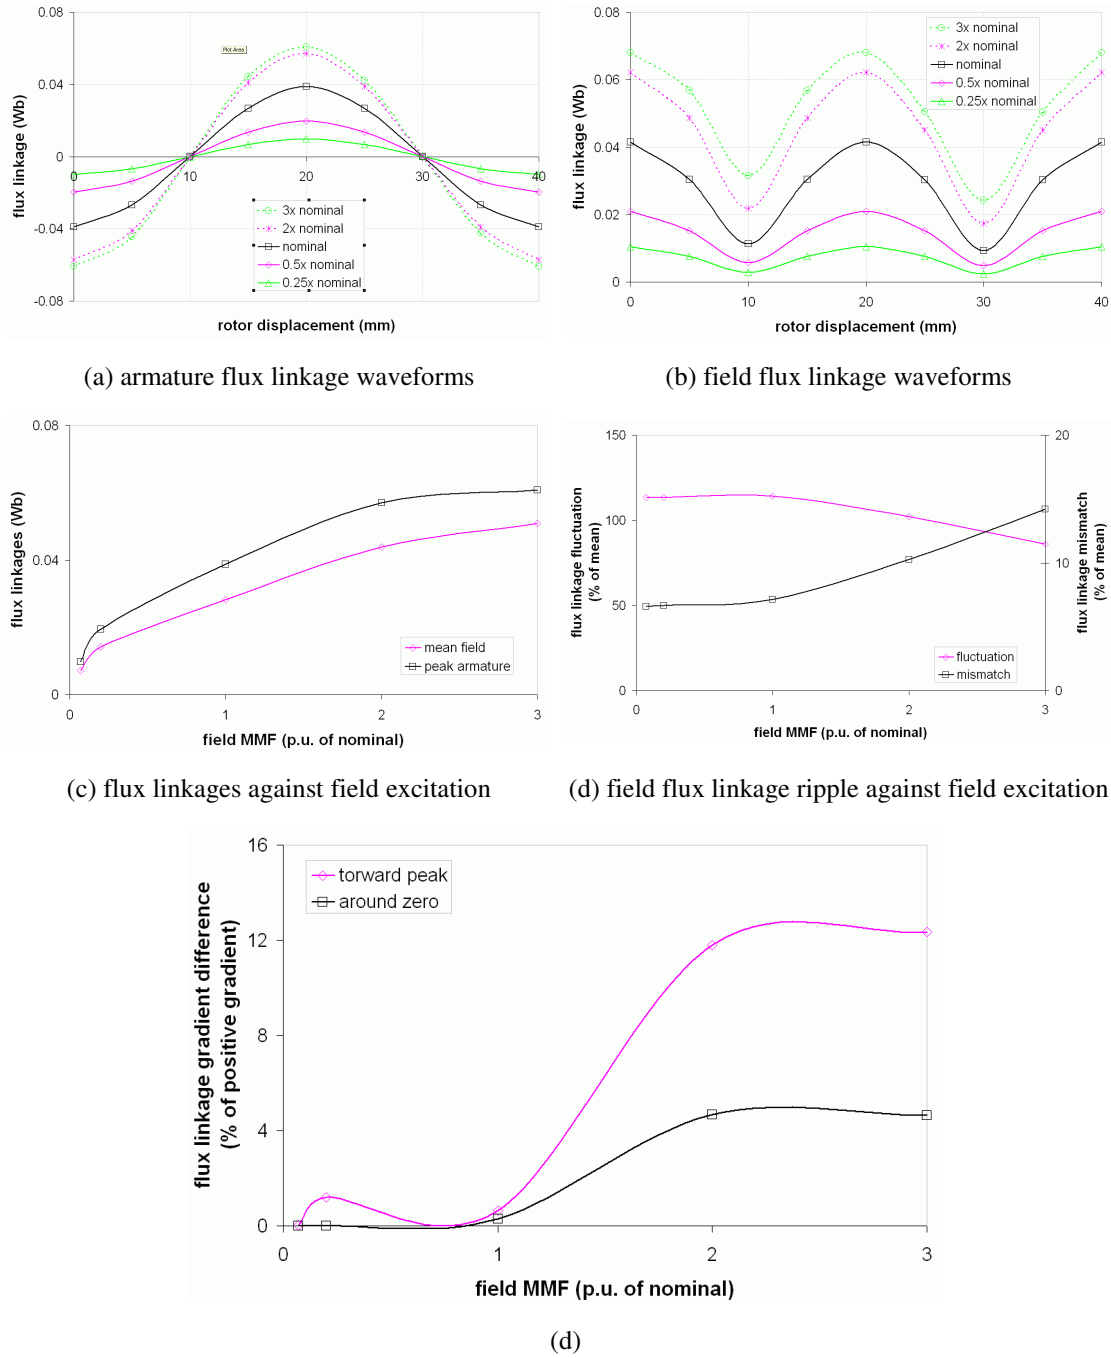 0.08
0.04
0
-0.04
-0.08
flux linkage (Wb)
Plot Area
0
10
20
30
40
3x nominal
2x nominal
nominal
0.5x nominal
0.25x nominal
rotor displacement (mm)
(a) armature flux linkage waveforms
0.08
0.06
0.04
0.02
0
flux linkage (Wb)
3x nominal
2x nominal
nominal
0.5x nominal
0.25x nominal
0
10
20
30
40
rotor displacement (mm)
(b) field flux linkage waveforms
0.08
0.04
0
flux linkages (Wb)
mean field
peak armature
0
1
2
3
field MMF (p.u. of nominal)
(c) flux linkages against field excitation
150
100
50
0
flux linkage fluctuation
(% of mean)
20
10
0
flux linkage mismatch
(% of mean)
fluctuation
mismatch
0
1
2
3
field MMF (p.u. of nominal)
(d) field flux linkage ripple against field excitation
16
12
8
4
0
flux linkage gradient difference
(% of positive gradient)
torward peak
around zero
0
1
2
3
field MMF (p.u. of nominal)
(d)